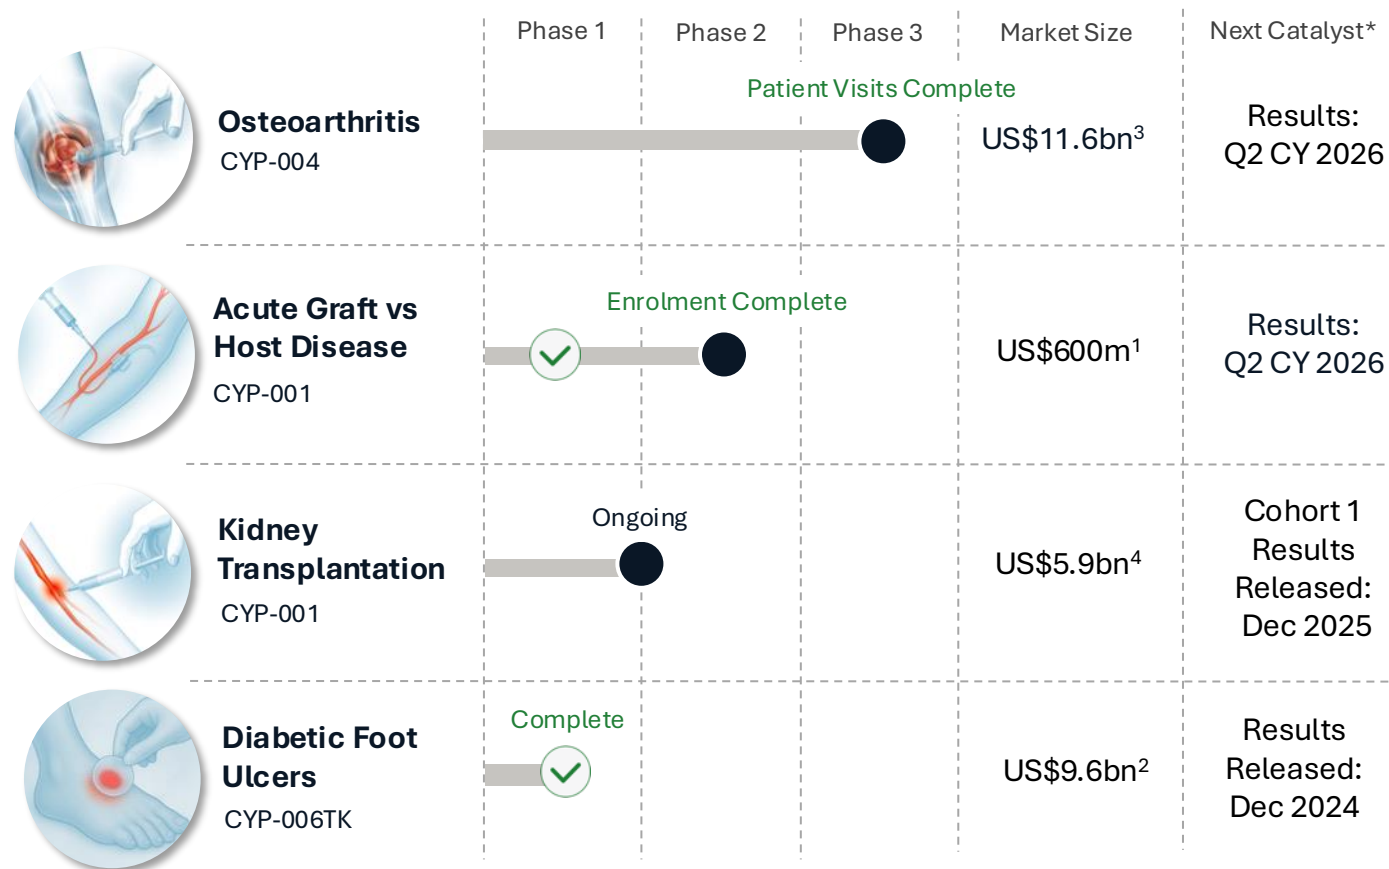 Phase 1
Phase 2
Phase 3
Market Size
Next Catalyst*
Osteoarthritis
CYP-004
Patient Visits Complete
US$11.6bn³
Results:
Q2 CY 2026
Acute Graft vs
Host Disease
CYP-001
Enrolment Complete
US$600m¹
Results:
Q2 CY 2026
Kidney
Transplantation
CYP-001
Ongoing
US$5.9bn⁴
Cohort 1
Results
Released:
Dec 2025
Diabetic Foot
Ulcers
CYP-006TK
Complete
US$9.6bn²
Results
Released:
Dec 2024